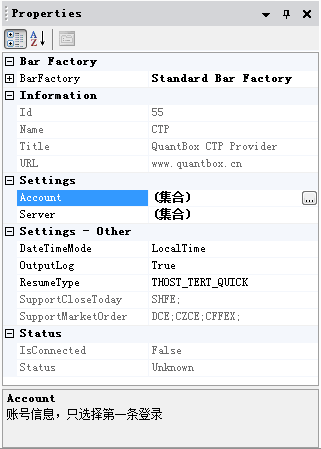 Properties
Bar Factory
BarFactory Standard Bar Factory
Information
Id 55
Name CTP
Title QuantBox CTP Provider
URL www.quantbox.cn
Settings
Account (集合)
Server (集合)
Settings - Other
DateTimeMode LocalTime
OutputLog True
ResumeType THOST_TERT_QUICK
SupportCloseToday SHFE;
SupportMarketOrder DCE;CZCE;CFFEX;
Status
IsConnected False
Status Unknown
Account
账号信息，只选择第一条登录